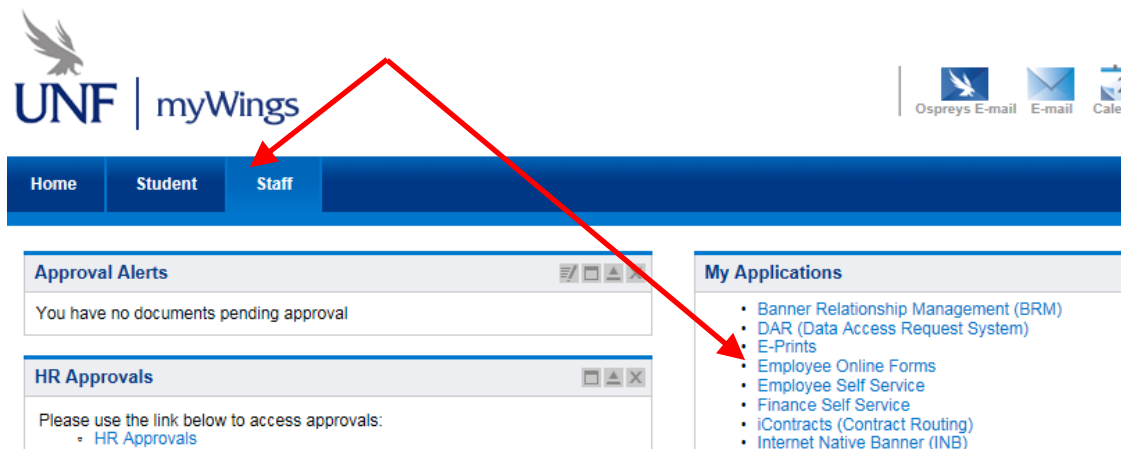 UNF | myWings
Ospreys E-mail E-mail
Home Student Staff
Approval Alerts
You have no documents pending approval
HR Approvals
Please use the link below to access approvals:
HR Approvals
My Applications
• Banner Relationship Management (BRM)
• DAR (Data Access Request System)
• E-Prints
• Employee Online Forms
• Employee Self Service
• Finance Self Service
• iContracts (Contract Routing)
• Internet Native Banner (INB)